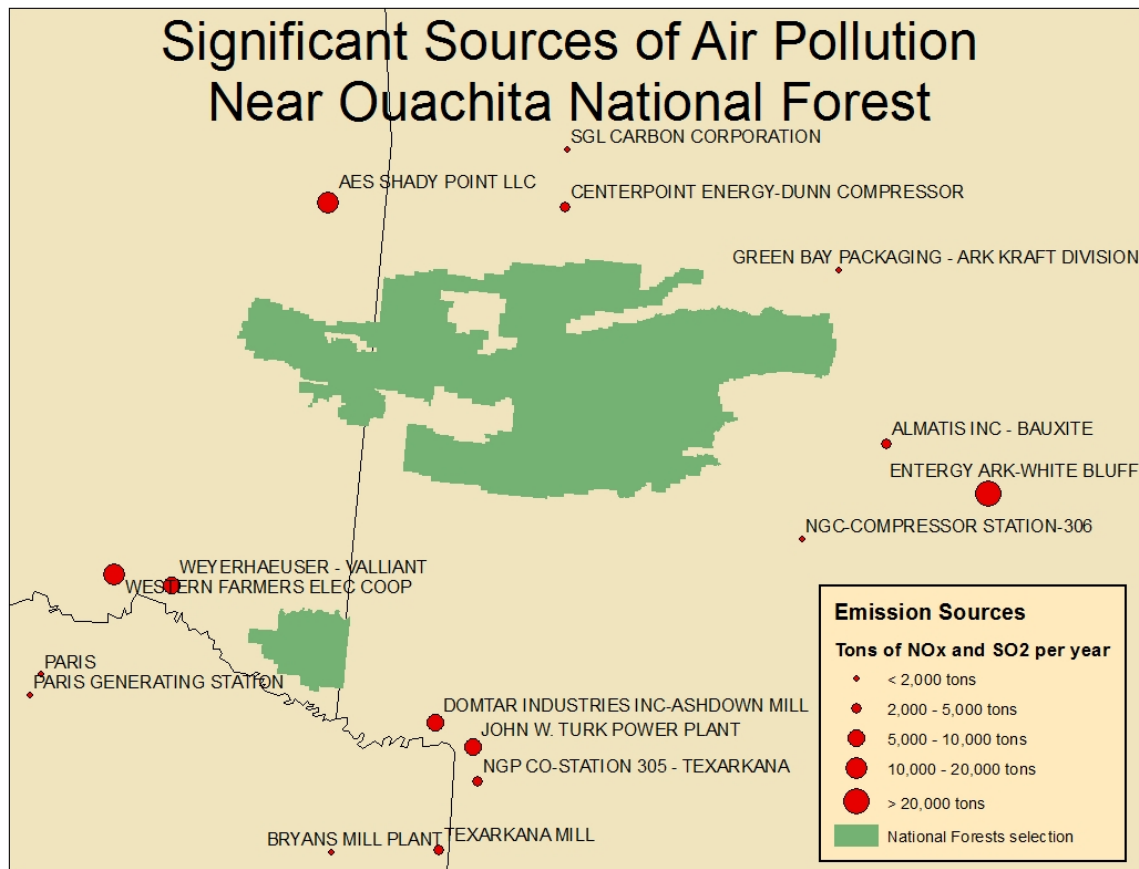 Significant Sources of Air Pollution
Near Ouachita National Forest
SGL CARBON CORPORATION
AES SHADY POINT LLC
CENTERPOINT ENERGY-DUNN COMPRESSOR
GREEN BAY PACKAGING - ARK KRAFT DIVISION
ALMATIS INC - BAUXITE
ENTERGY ARK-WHITE BLUFF
NGC-COMPRESSOR STATION-306
WEYERHAEUSER - VALLIANT
WESTERN FARMERS ELEC COOP
PARIS
PARIS GENERATING STATION
DOMTAR INDUSTRIES INC-ASHDOWN MILL
JOHN W. TURK POWER PLANT
NGP CO-STATION 305 - TEXARKANA
BRYANS MILL PLANT
TEXARKANA MILL
Emission Sources
Tons of NOx and SO2 per year
< 2,000 tons
2,000 - 5,000 tons
5,000 - 10,000 tons
10,000 - 20,000 tons
> 20,000 tons
National Forests selection